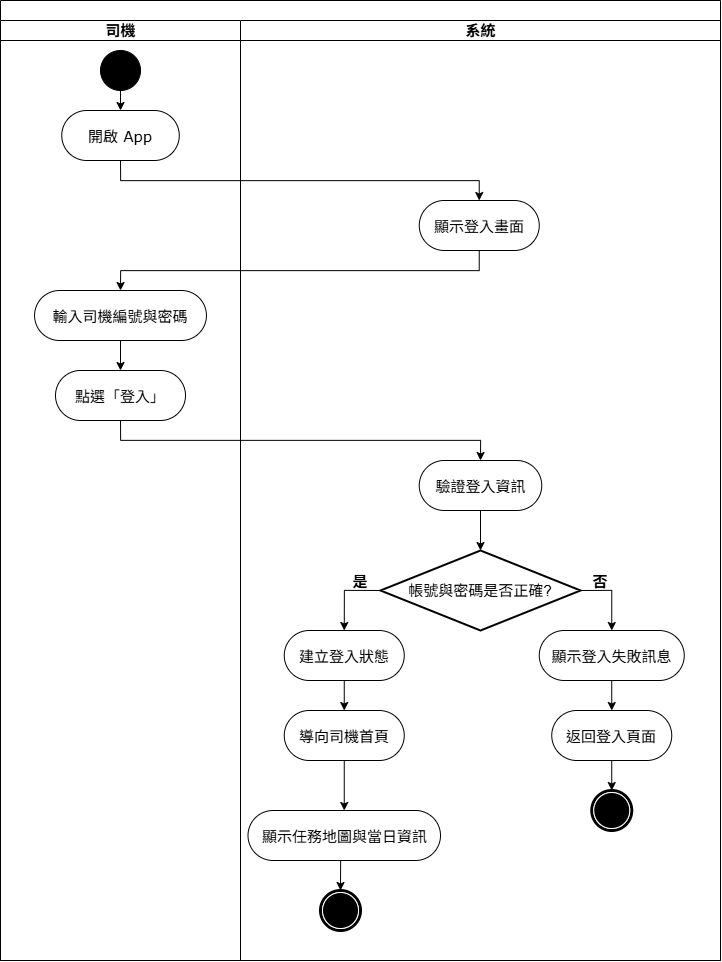 司機
系統
開啟 App
顯示登入畫面
輸入司機編號與密碼
點選「登入」
驗證登入資訊
帳號與密碼是否正確?
是
否
建立登入狀態
顯示登入失敗訊息
導向司機首頁
返回登入頁面
顯示任務地圖與當日資訊